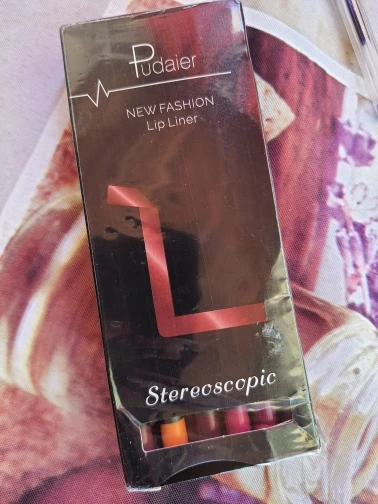 Pudaier
NEW FASHION
Lip Liner
Stereoscopic